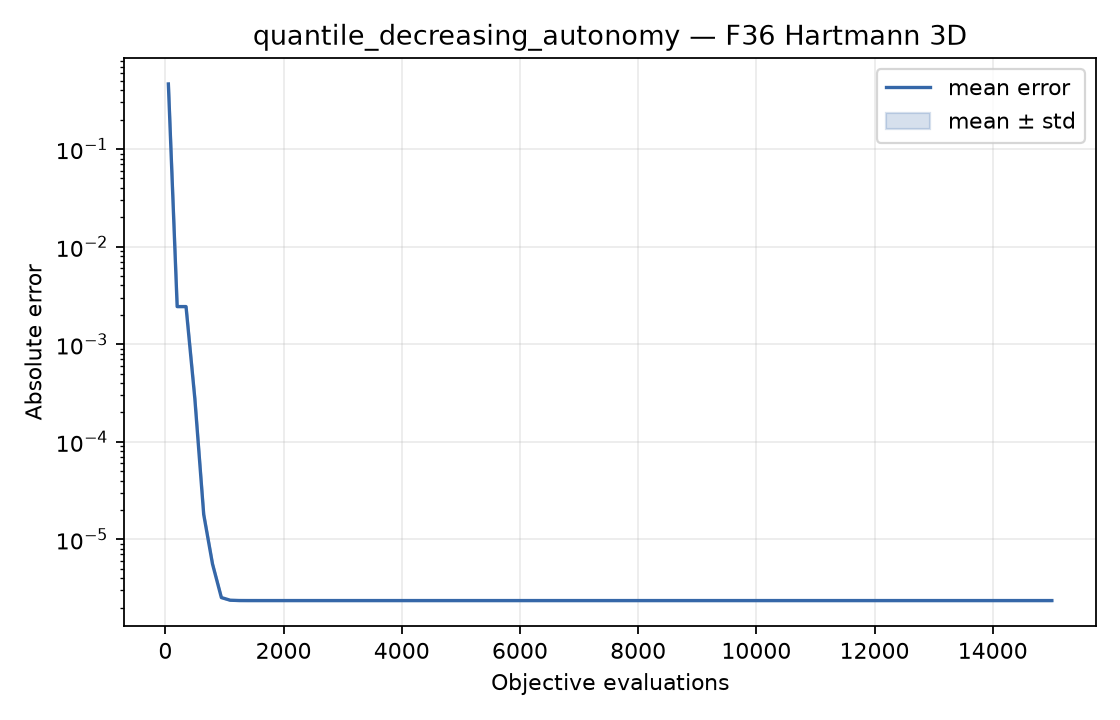 quantile_decreasing_autonomy — F36 Hartmann 3D
mean error
mean ± std
Absolute error
10⁻¹
10⁻²
10⁻³
10⁻⁴
10⁻⁵
0 2000 4000 6000 8000 10000 12000 14000
Objective evaluations